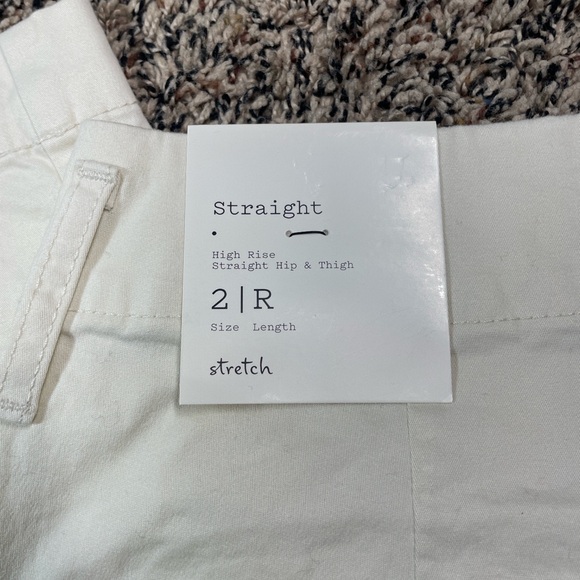 Straight
High Rise
Straight Hip & Thigh
2|R
Size Length
stretch